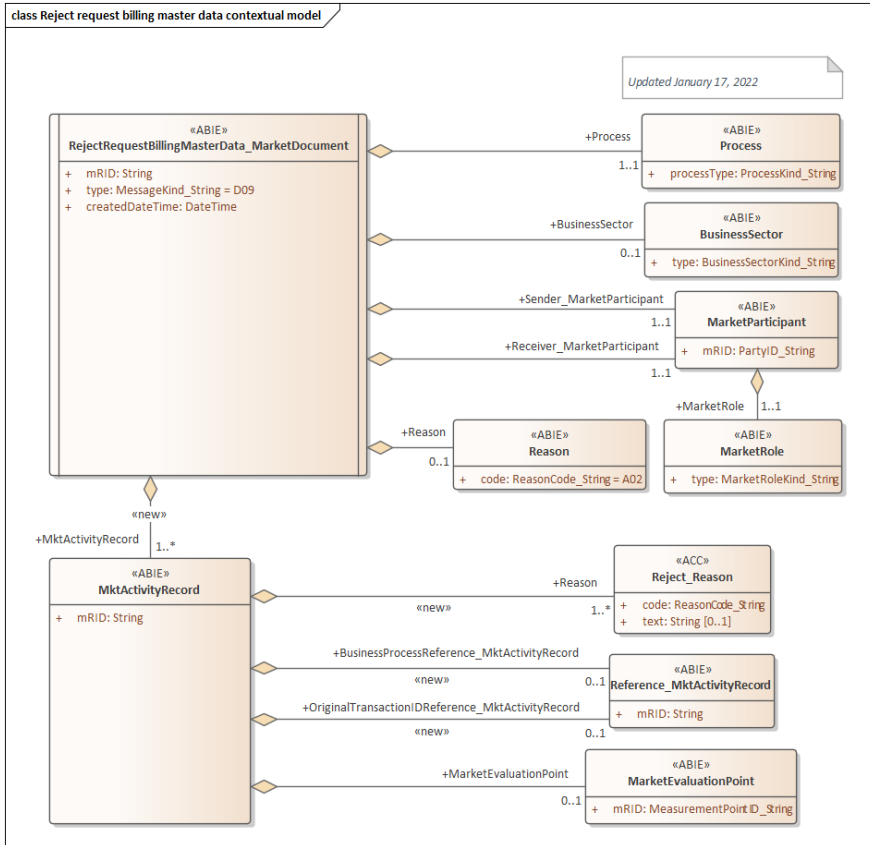 class Reject request billing master data contextual model
Updated January 17, 2022
«ABIE»
RejectRequestBillingMasterData_MarketDocument
+ mRID: String
+ type: MessageKind_String = D09
+ createdDateTime: DateTime
+Process
1..1
«ABIE»
Process
+ processType: ProcessKind_String
+BusinessSector
0..1
«ABIE»
BusinessSector
+ type: BusinessSectorKind_String
+Sender_MarketParticipant
1..1
+Receiver_MarketParticipant
1..1
«ABIE»
MarketParticipant
+ mRID: PartyID_String
+MarketRole
1..1
«ABIE»
MarketRole
+ type: MarketRoleKind_String
+Reason
0..1
«ABIE»
Reason
+ code: ReasonCode_String = A02
«new»
+MktActivityRecord
1..*
«ABIE»
MktActivityRecord
+ mRID: String
+Reason
«new»
1..*
«ACC»
Reject_Reason
+ code: ReasonCode_String
+ text: String [0..1]
+BusinessProcessReference_MktActivityRecord
«new»
0..1
+OriginalTransactionIDReference_MktActivityRecord
«new»
0..1
«ABIE»
Reference_MktActivityRecord
+ mRID: String
+MarketEvaluationPoint
0..1
«ABIE»
MarketEvaluationPoint
+ mRID: MeasurementPointID_String